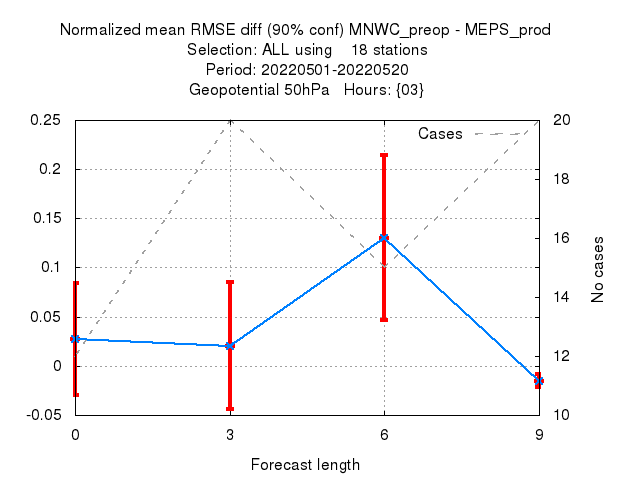 Normalized mean RMSE diff (90% conf) MNWC_preop - MEPS_prod
Selection: ALL using    18 stations
Period: 20220501-20220520
Geopotential 50hPa   Hours: {03}
Cases
0.25
0.2
0.15
0.1
0.05
0
-0.05
20
18
16
14
12
10
No cases
0 3 6 9
Forecast length